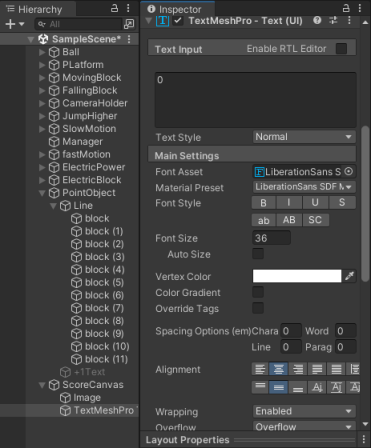 Hierarchy
All
SampleScene*
Ball
PLatform
MovingBlock
FallingBlock
CameraHolder
JumpHigher
SlowMotion
Manager
fastMotion
ElectricPower
ElectricBlock
PointObject
Line
block
block (1)
block (2)
block (3)
block (4)
block (5)
block (6)
block (7)
block (8)
block (9)
block (10)
block (11)
+1Text
ScoreCanvas
Image
TextMeshPro
Inspector
TextMeshPro - Text (UI)
Text Input Enable RTL Editor
0
Text Style Normal
Main Settings
Font Asset LiberationSans S
Material Preset LiberationSans SDF M
Font Style B I U S
ab AB SC
Font Size 36
Auto Size
Vertex Color
Color Gradient
Override Tags
Spacing Options (em) Chara 0 Word 0
Line 0 Parag 0
Alignment
Wrapping Enabled
Overflow Overflow
Layout Properties